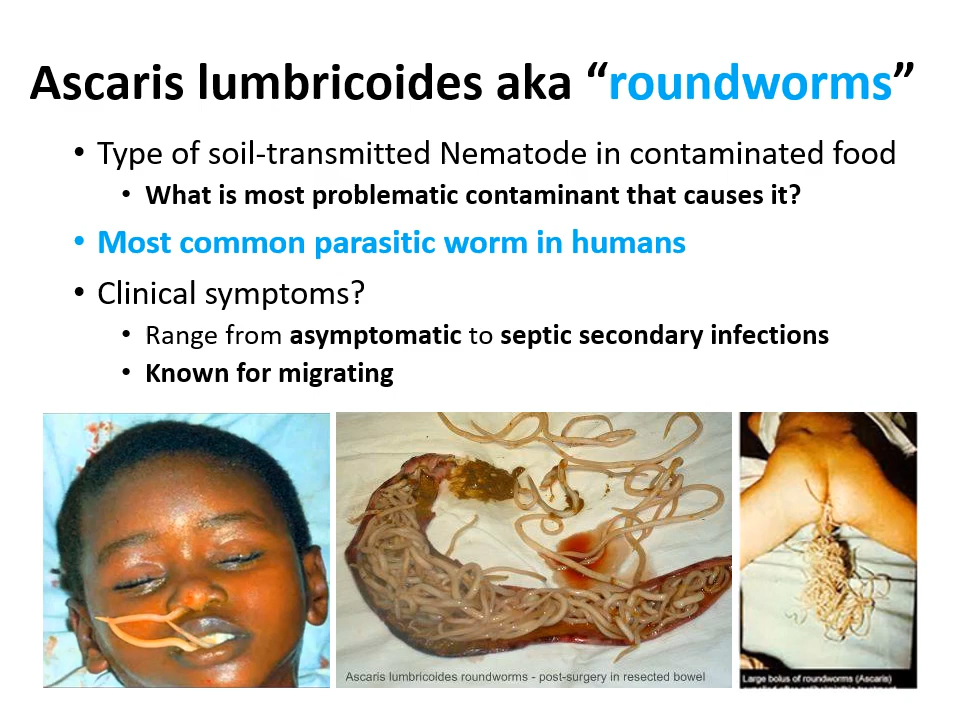 Ascaris lumbricoides aka “roundworms”
• Type of soil-transmitted Nematode in contaminated food
• What is most problematic contaminant that causes it?
• Most common parasitic worm in humans
• Clinical symptoms?
• Range from asymptomatic to septic secondary infections
• Known for migrating
Ascaris lumbricoides roundworms - post-surgery in resected bowel
Large bolus of roundworms (Ascaris)